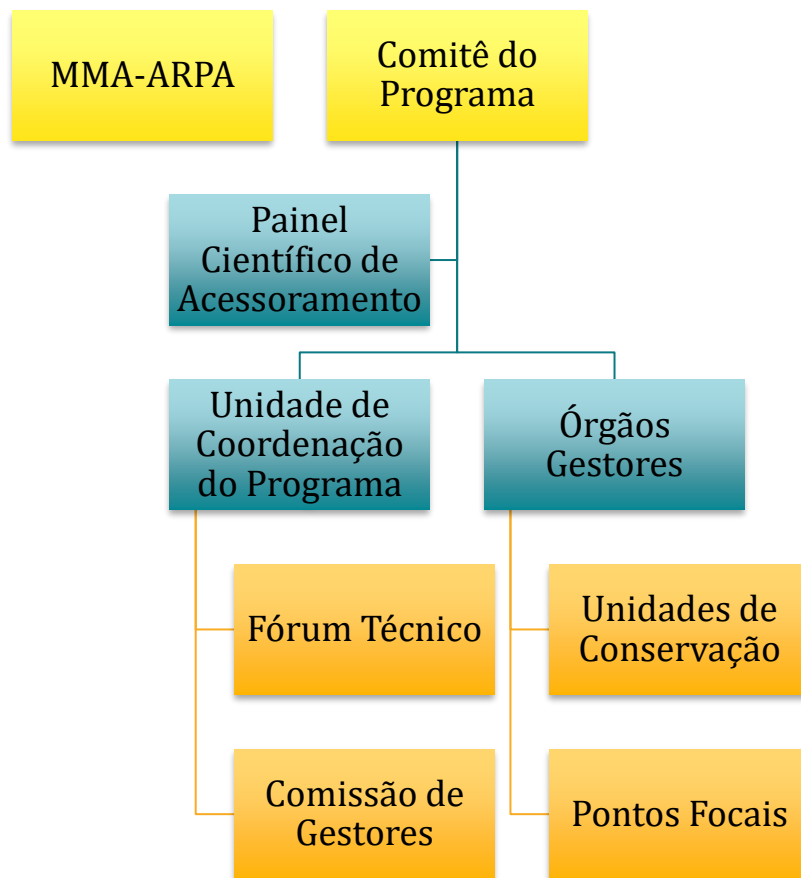 MMA-ARPA
Comitê do
Programa
Painel
Científico de
Acessoramento
Unidade de
Coordenação
do Programa
Órgãos
Gestores
Fórum Técnico
Unidades de
Conservação
Comissão de
Gestores
Pontos Focais